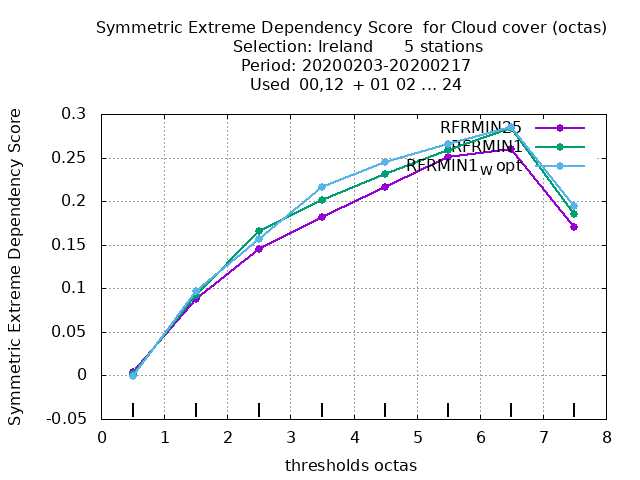 Symmetric Extreme Dependency Score  for Cloud cover (octas)
Selection: Ireland      5 stations
Period: 20200203-20200217
Used  00,12  + 01 02 ... 24
Symmetric Extreme Dependency Score
0.3
0.25
0.2
0.15
0.1
0.05
0
-0.05
RFRMIN25
RFRMIN1
RFRMIN1W opt
0 1 2 3 4 5 6 7 8
thresholds octas